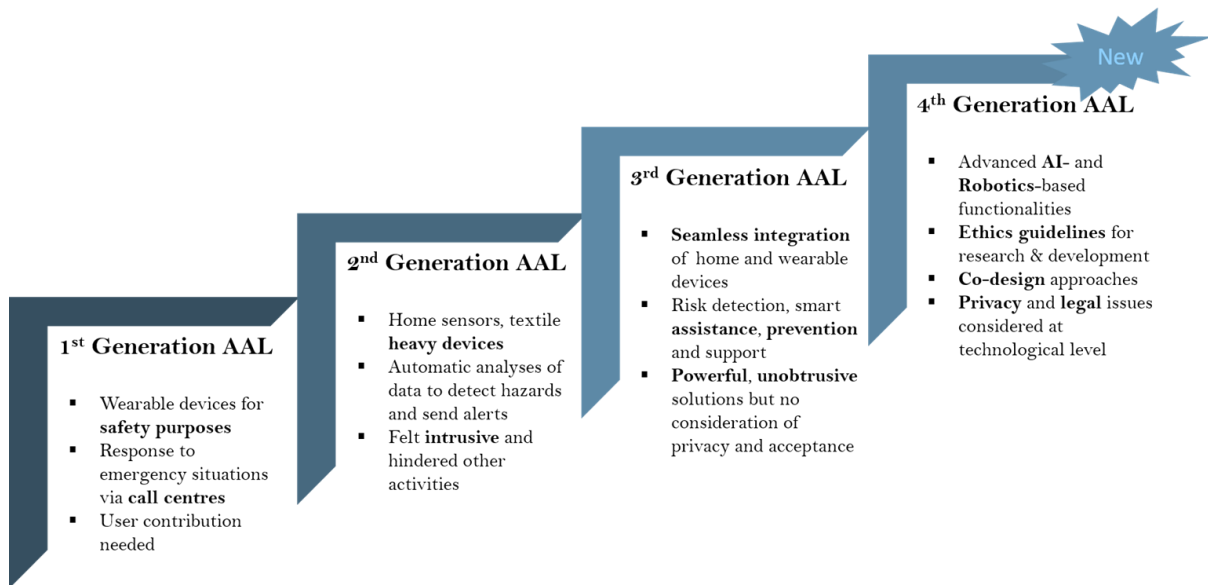 1st Generation AAL
▪ Wearable devices for
safety purposes
▪ Response to
emergency situations
via call centres
▪ User contribution
needed
2nd Generation AAL
▪ Home sensors, textile
heavy devices
▪ Automatic analyses of
data to detect hazards
and send alerts
▪ Felt intrusive and
hindered other
activities
3rd Generation AAL
▪ Seamless integration
of home and wearable
devices
▪ Risk detection, smart
assistance, prevention
and support
▪ Powerful, unobtrusive
solutions but no
consideration of
privacy and acceptance
New
4th Generation AAL
▪ Advanced AI- and
Robotics-based
functionalities
▪ Ethics guidelines for
research & development
▪ Co-design approaches
▪ Privacy and legal issues
considered at
technological level